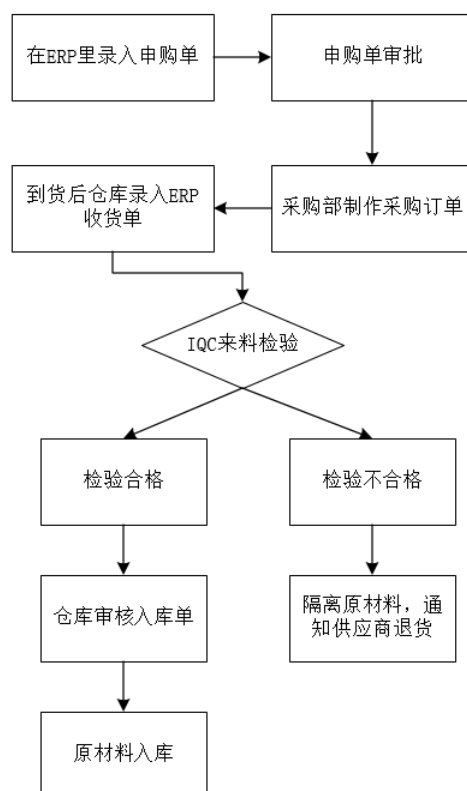 在ERP里录入申购单
申购单审批
到货后仓库录入ERP
收货单
采购部制作采购订单
IQC来料检验
检验合格
检验不合格
仓库审核入库单
隔离原材料，通
知供应商退货
原材料入库